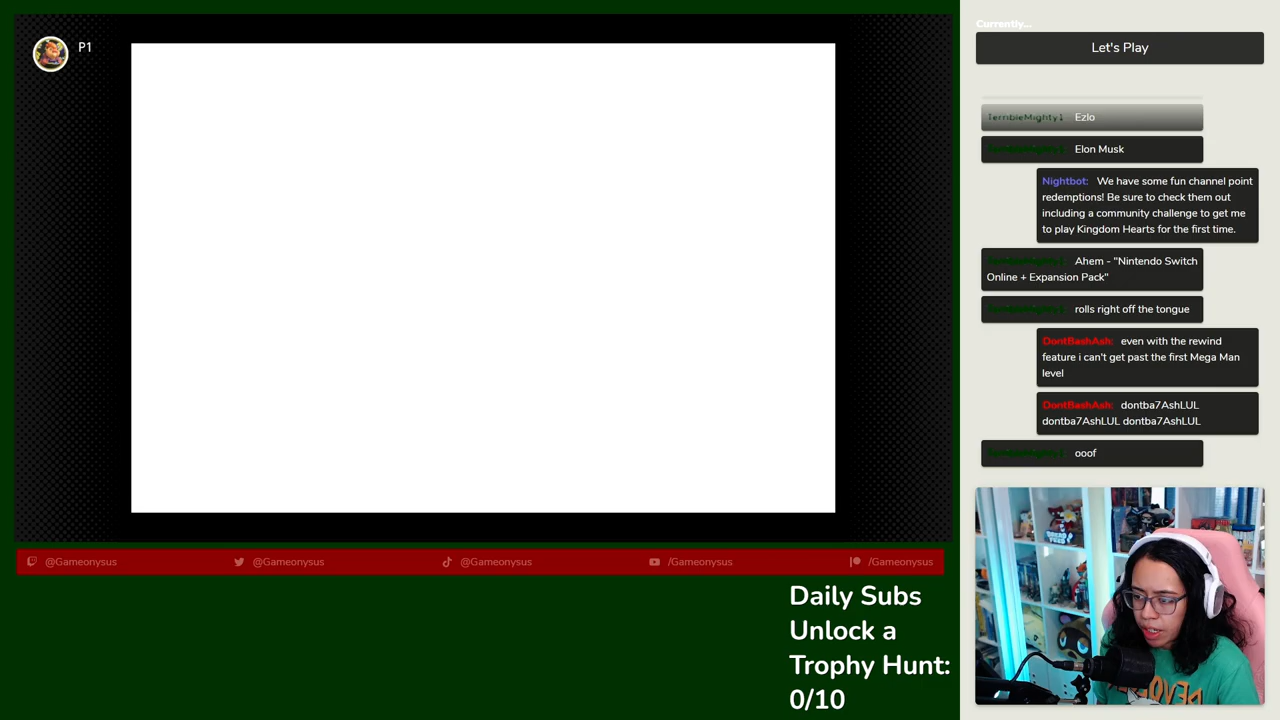 P1
@Gameonysus
@Gameonysus
@Gameonysus
/Gameonysus
/Gameonysus
Daily Subs
Unlock a
Trophy Hunt:
0/10
Currently...
Let's Play
TerribleMighty1 Ezlo
Elon Musk
Nightbot: We have some fun channel point
redemptions! Be sure to check them out
including a community challenge to get me
to play Kingdom Hearts for the first time.
Ahem - "Nintendo Switch
Online + Expansion Pack"
rolls right off the tongue
DontBashAsh: even with the rewind
feature i can't get past the first Mega Man
level
DontBashAsh: dontba7AshLUL
dontba7AshLUL dontba7AshLUL
ooof